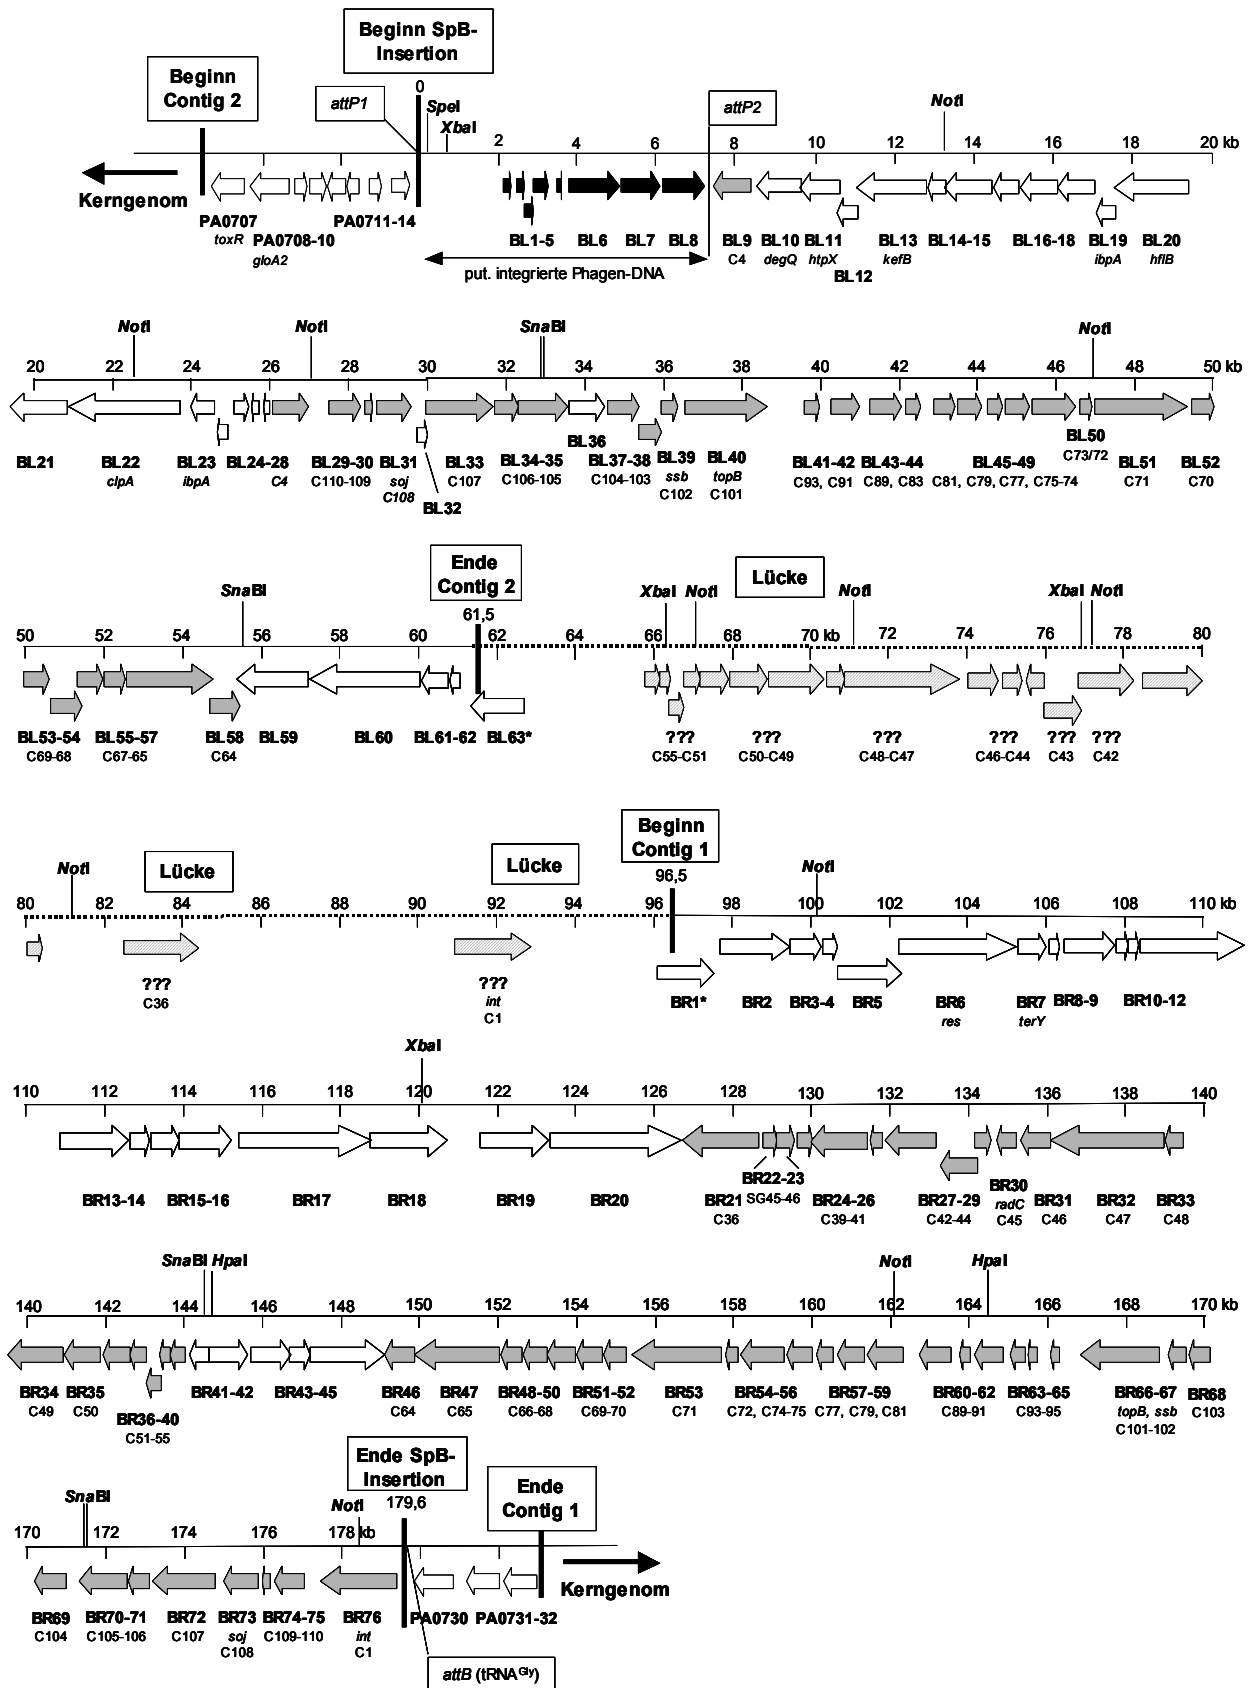 Beginn SpB-
Insertion
Beginn
Contig 2
0
attP1
SpeI
XbaI
attP2
NotI
2 4 6 8 10 12 14 16 18 20 kb
Kerngenom
PA0707 PA0708-10 PA0711-14
toxR gloA2
BL1-5 BL6 BL7 BL8 BL9 BL10 BL11 BL12 BL13 BL14-15 BL16-18 BL19 BL20
C4 degQ htpX kefB ibpA hflB
put. integrierte Phagen-DNA
NotI NotI SnaBI NotI
20 22 24 26 28 30 32 34 36 38 40 42 44 46 48 50 kb
BL21 BL22 BL23 BL24-28 BL29-30 BL31 BL32 BL33 BL34-35 BL36 BL37-38 BL39 BL40 BL41-42 BL43-44 BL45-49 BL50 BL51 BL52
clpA ibpA C4 C110-109 soj C107 C106-105 C104-103 ssb topB C93, C91 C89, C83 C81, C79, C77, C75-74 C73/72 C71 C70
C108 C102 C101
Ende
Contig 2
61,5
SnaBI XbaI NotI Lücke NotI XbaI NotI
50 52 54 56 58 60 62 64 66 68 70 kb 72 74 76 78 80
BL53-54 BL55-57 BL58 BL59 BL60 BL61-62 BL63* ??? ??? ??? ??? ??? ???
C69-68 C67-65 C64 C55-C51 C50-C49 C48-C47 C46-C44 C43 C42
Beginn
Contig 1
96,5
NotI Lücke Lücke NotI
80 82 84 86 88 90 92 94 96 98 100 102 104 106 108 110 kb
??? ??? BR1* BR2 BR3-4 BR5 BR6 BR7 BR8-9 BR10-12
C36 int res terY
C1
XbaI
110 112 114 116 118 120 122 124 126 128 130 132 134 136 138 140
BR13-14 BR15-16 BR17 BR18 BR19 BR20 BR21 BR22-23 BR24-26 BR27-29 BR30 BR31 BR32 BR33
C36 SG45-46 C39-41 C42-44 radC C46 C47 C48
C45
SnaBI HpaI NotI HpaI
140 142 144 146 148 150 152 154 156 158 160 162 164 166 168 170 kb
BR34 BR35 BR36-40 BR41-42 BR43-45 BR46 BR47 BR48-50 BR51-52 BR53 BR54-56 BR57-59 BR60-62 BR63-65 BR66-67 BR68
C49 C50 C51-55 C64 C65 C66-68 C69-70 C71 C72, C74-75 C77, C79, C81 C89-91 C93-95 topB, ssb C103
C101-102
Ende SpB-
Insertion
179,6
Ende
Contig 1
SnaBI NotI
170 172 174 176 178 kb
Kerngenom
BR69 BR70-71 BR72 BR73 BR74-75 BR76 PA0730 PA0731-32
C104 C105-106 C107 soj C109-110 int
C108 C1
attB (tRNAGly)